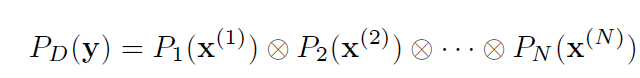 P_D(𝐲) = P_1(𝐱^{(1)}) ⊗ P_2(𝐱^{(2)}) ⊗ ⋯ ⊗ P_N(𝐱^{(N)})